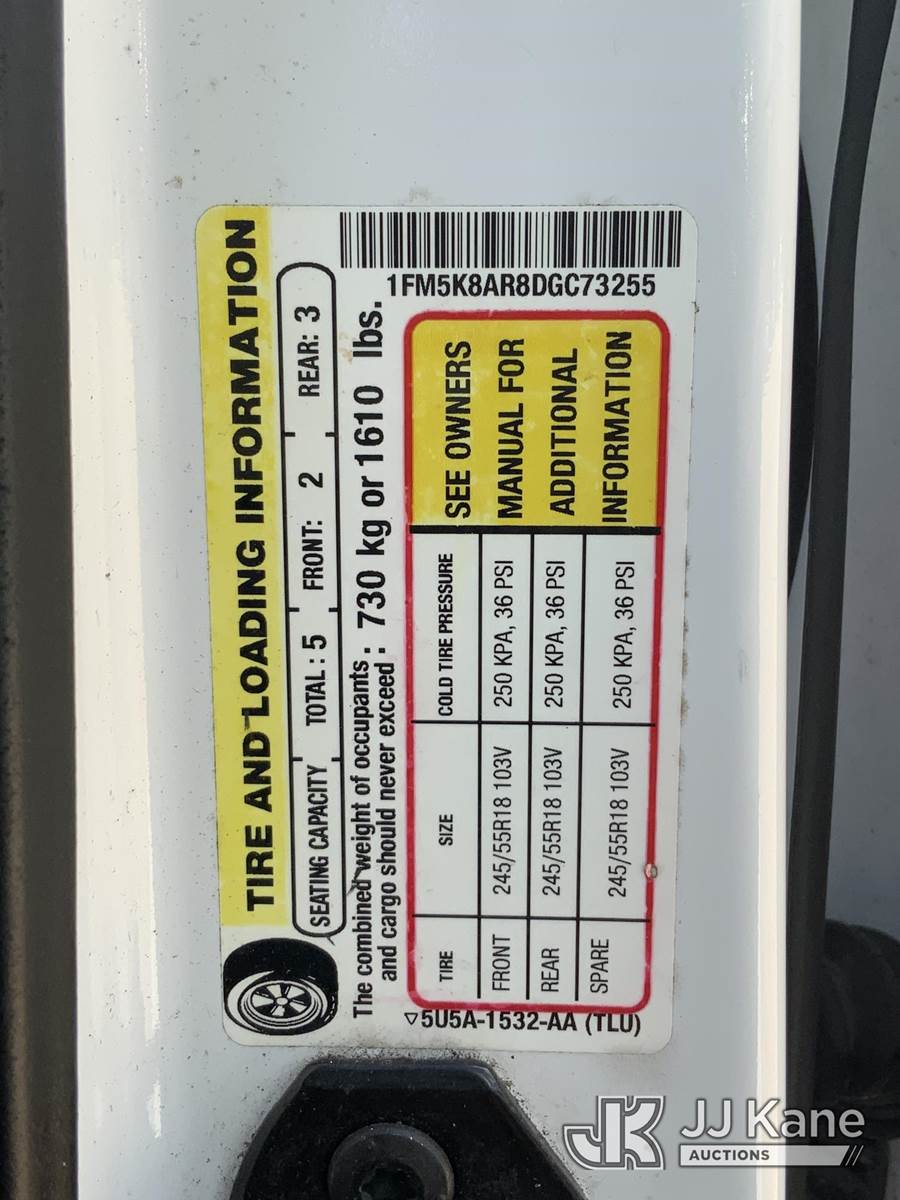 TIRE AND LOADING INFORMATION
SEATING CAPACITY TOTAL : 5 FRONT: 2 REAR: 3
The combined weight of occupants
and cargo should never exceed : 730 kg or 1610 lbs.
1FM5K8AR8DGC73255
TIRE SIZE COLD TIRE PRESSURE
FRONT 245/55R18 103V 250 KPA, 36 PSI
REAR 245/55R18 103V 250 KPA, 36 PSI
SPARE 245/55R18 103V 250 KPA, 36 PSI
SEE OWNERS
MANUAL FOR
ADDITIONAL
INFORMATION
5U5A-1532-AA (TLU)
JK JJ Kane
AUCTIONS